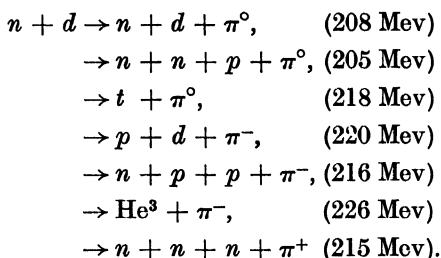 n + d → n + d + π°, (208 Mev)
→ n + n + p + π°, (205 Mev)
→ t + π°, (218 Mev)
→ p + d + π⁻, (220 Mev)
→ n + p + p + π⁻, (216 Mev)
→ He³ + π⁻, (226 Mev)
→ n + n + n + π⁺ (215 Mev).